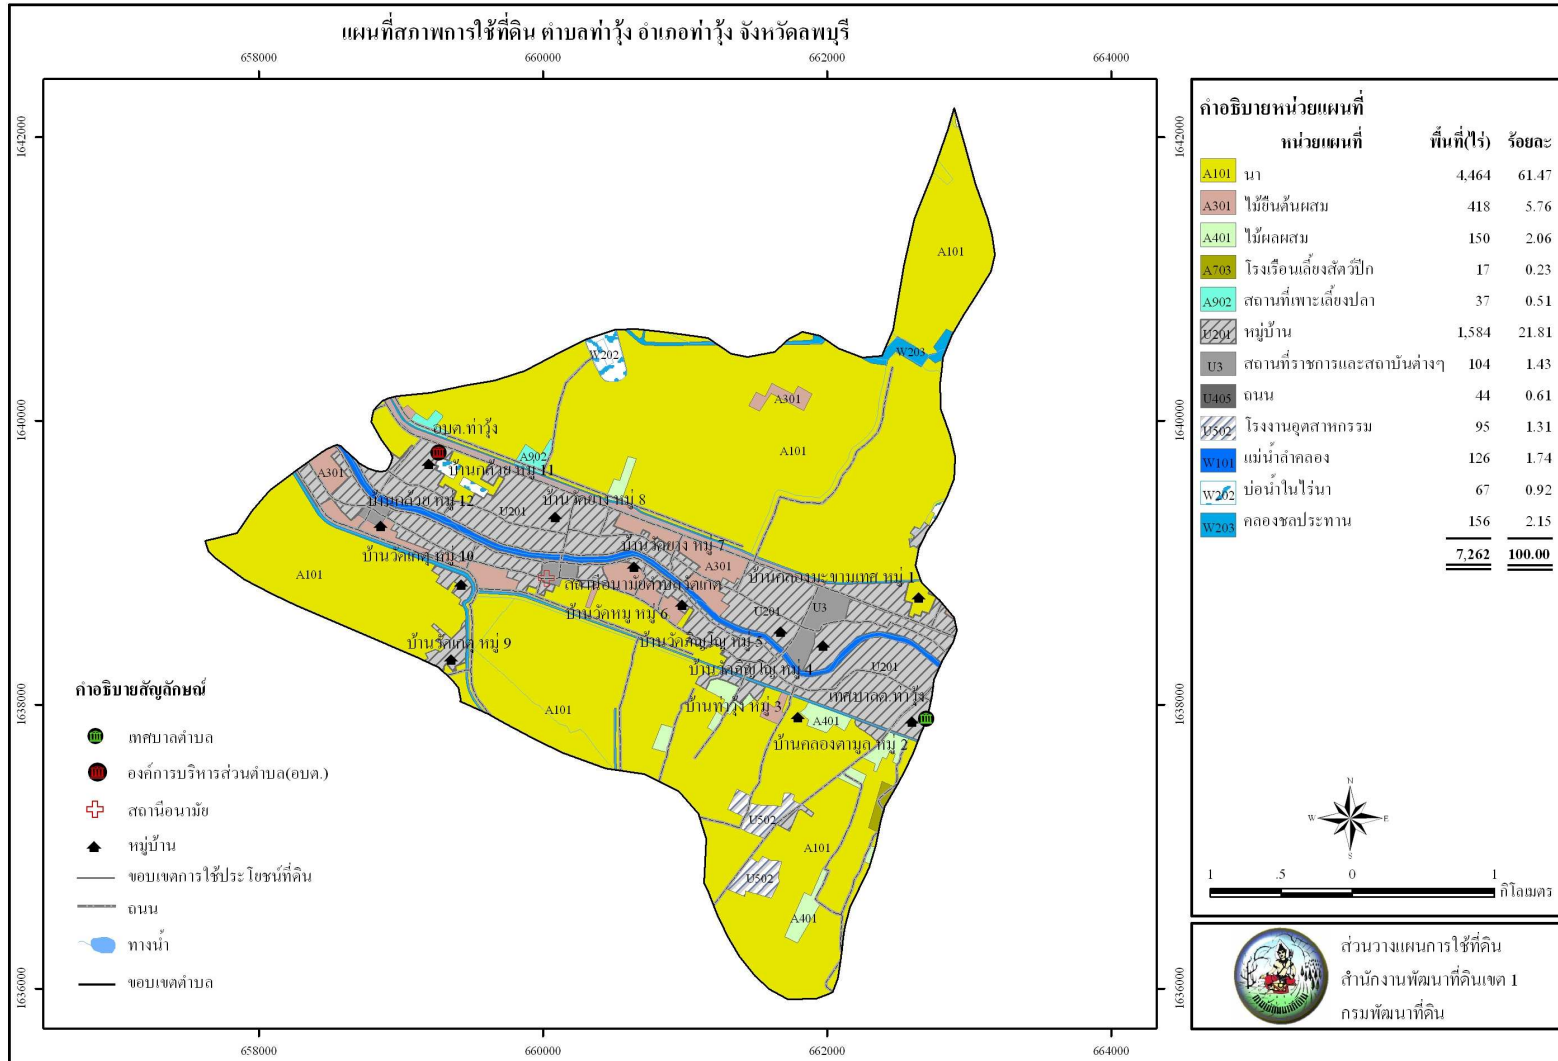 แผนที่สภาพการใช้ที่ดิน ตำบลท่าวุ้ง อำเภอท่าวุ้ง จังหวัดลพบุรี
658000 660000 662000 664000
1642000 1642000
1640000 1640000
1638000 1638000
1636000 1636000
A101
W203
W202
A301
อบต.ท่าวุ้ง
A902
A101
บ้านกล้วย หมู่ 11
A301
บ้านกล้วย หมู่ 12
U201
บ้านวัดยาง หมู่ 8
บ้านวัดยาง หมู่ 7
บ้านวัดเกตุ หมู่ 10
A301
บ้านคลองมะขามเทศ หมู่ 1
A101
สถานีอนามัยตำบลวัดเกตุ
บ้านวัดหมู หมู่ 6
U201
U3
บ้านวัดเกตุ หมู่ 9
หมู่ 5
หมู่ 4
U201
เทศบาลต.ท่าวุ้ง
บ้านท่าวุ้ง หมู่ 3
A101
A401
บ้านคลองตามูล หมู่ 2
U502
A101
U502
A401
คำอธิบายสัญลักษณ์
เทศบาลตำบล
องค์การบริหารส่วนตำบล(อบต.)
สถานีอนามัย
หมู่บ้าน
ขอบเขตการใช้ประโยชน์ที่ดิน
ถนน
ทางน้ำ
ขอบเขตตำบล
658000 660000 662000 664000
คำอธิบายหน่วยแผนที่
หน่วยแผนที่ พื้นที่(ไร่) ร้อยละ
A101 นา 4,464 61.47
A301 ไม้ยืนต้นผสม 418 5.76
A401 ไม้ผลผสม 150 2.06
A703 โรงเรือนเลี้ยงสัตว์ปีก 17 0.23
A902 สถานที่เพาะเลี้ยงปลา 37 0.51
U201 หมู่บ้าน 1,584 21.81
U3 สถานที่ราชการและสถาบันต่างๆ 104 1.43
U405 ถนน 44 0.61
U502 โรงงานอุตสาหกรรม 95 1.31
W101 แม่น้ำลำคลอง 126 1.74
W202 บ่อน้ำในไร่นา 67 0.92
W203 คลองชลประทาน 156 2.15
7,262 100.00
N
W E
S
1 .5 0 1
กิโลเมตร
ส่วนวางแผนการใช้ที่ดิน
สำนักงานพัฒนาที่ดินเขต 1
กรมพัฒนาที่ดิน